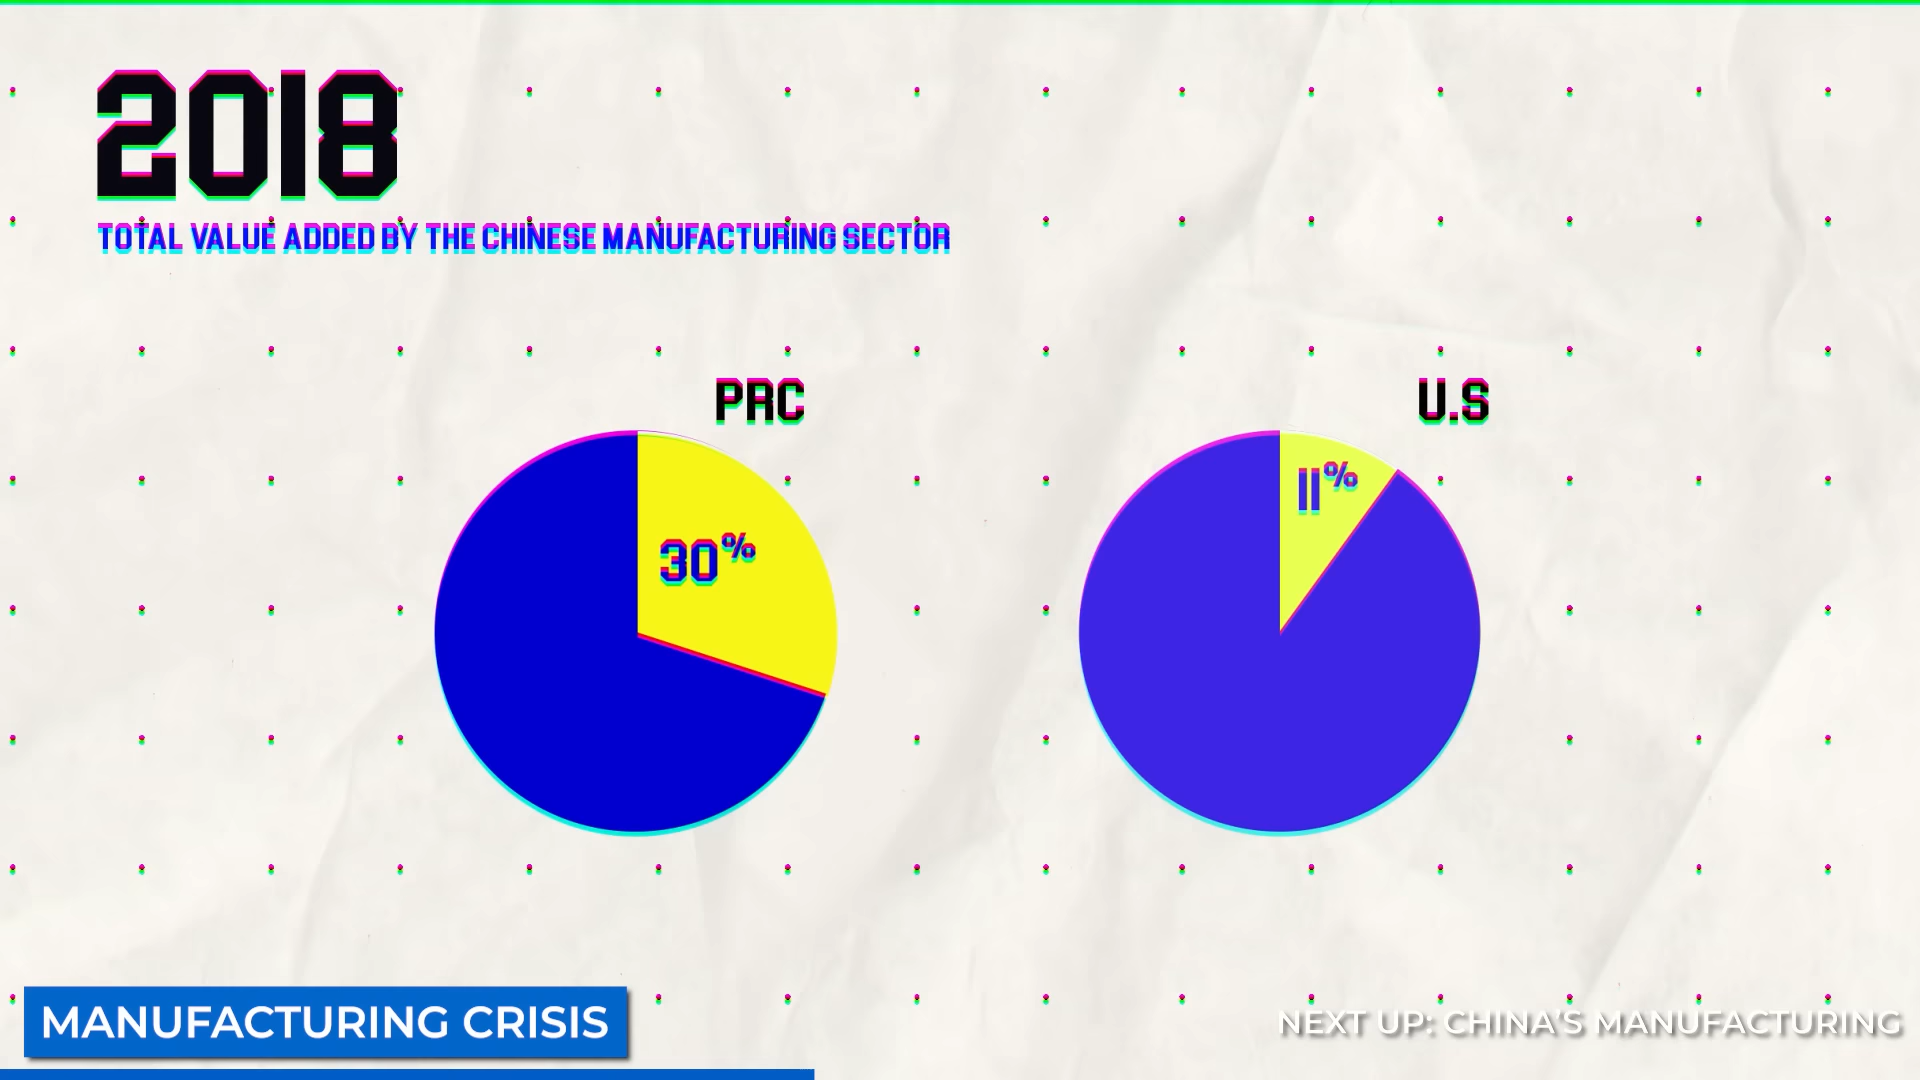 2018
TOTAL VALUE ADDED BY THE CHINESE MANUFACTURING SECTOR
PRC
U.S
30%
11%
MANUFACTURING CRISIS
NEXT UP: CHINA'S MANUFACTURING